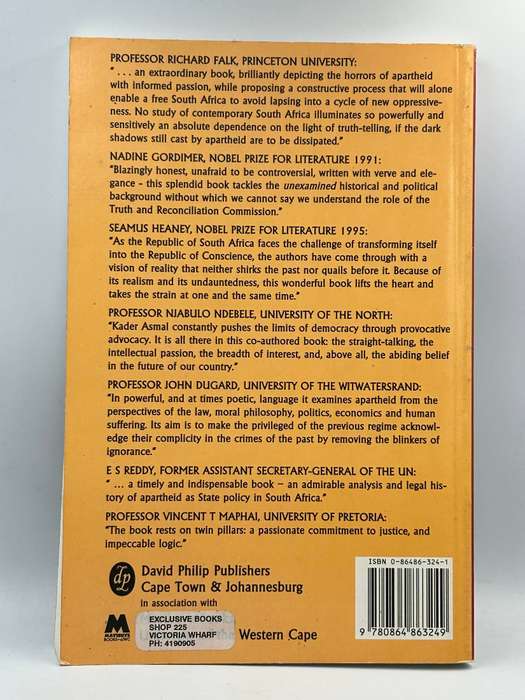 PROFESSOR RICHARD FALK, PRINCETON UNIVERSITY:
“ . . . an extraordinary book, brilliantly depicting the horrors of apartheid
with informed passion, while proposing a constructive process that will alone
enable a free South Africa to avoid lapsing into a cycle of new oppressive-
ness. No study of contemporary South Africa illuminates so powerfully and
sensitively an absolute dependence on the light of truth-telling, if the dark
shadows still cast by apartheid are to be dissipated.”
NADINE GORDIMER, NOBEL PRIZE FOR LITERATURE 1991:
“Blazingly honest, unafraid to be controversial, written with verve and ele-
gance - this splendid book tackles the unexamined historical and political
background without which we cannot say we understand the role of the
Truth and Reconciliation Commission.”
SEAMUS HEANEY, NOBEL PRIZE FOR LITERATURE 1995:
“As the Republic of South Africa faces the challenge of transforming itself
into the Republic of Conscience, the authors have come through with a
vision of reality that neither shirks the past nor quails before it. Because of
its realism and its undauntedness, this wonderful book lifts the heart and
takes the strain at one and the same time.”
PROFESSOR NJABULO NDEBELE, UNIVERSITY OF THE NORTH:
“Kader Asmal constantly pushes the limits of democracy through provocative
advocacy. It is all there in this co-authored book: the straight-talking, the
intellectual passion, the breadth of interest, and, above all, the abiding belief
in the future of our country.”
PROFESSOR JOHN DUGARD, UNIVERSITY OF THE WITWATERSRAND:
“In powerful, and at times poetic, language it examines apartheid from the
perspectives of the law, moral philosophy, politics, economics and human
suffering. Its aim is to make the privileged of the previous regime acknowl-
edge their complicity in the crimes of the past by removing the blinkers of
ignorance.”
E S REDDY, FORMER ASSISTANT SECRETARY-GENERAL OF THE UN:
“ ... a timely and indispensable book – an admirable analysis and legal his-
tory of apartheid as State policy in South Africa.”
PROFESSOR VINCENT T MAPHAI, UNIVERSITY OF PRETORIA:
“The book rests on twin pillars: a passionate commitment to justice, and
impeccable logic.”
dp
David Philip Publishers
Cape Town & Johannesburg
in association with
M
MAYIBUYE
EXCLUSIVE BOOKS
SHOP 225
VICTORIA WHARF
PH: 4190905
Western Cape
ISBN 0-86486-324-1
9 780864 863249